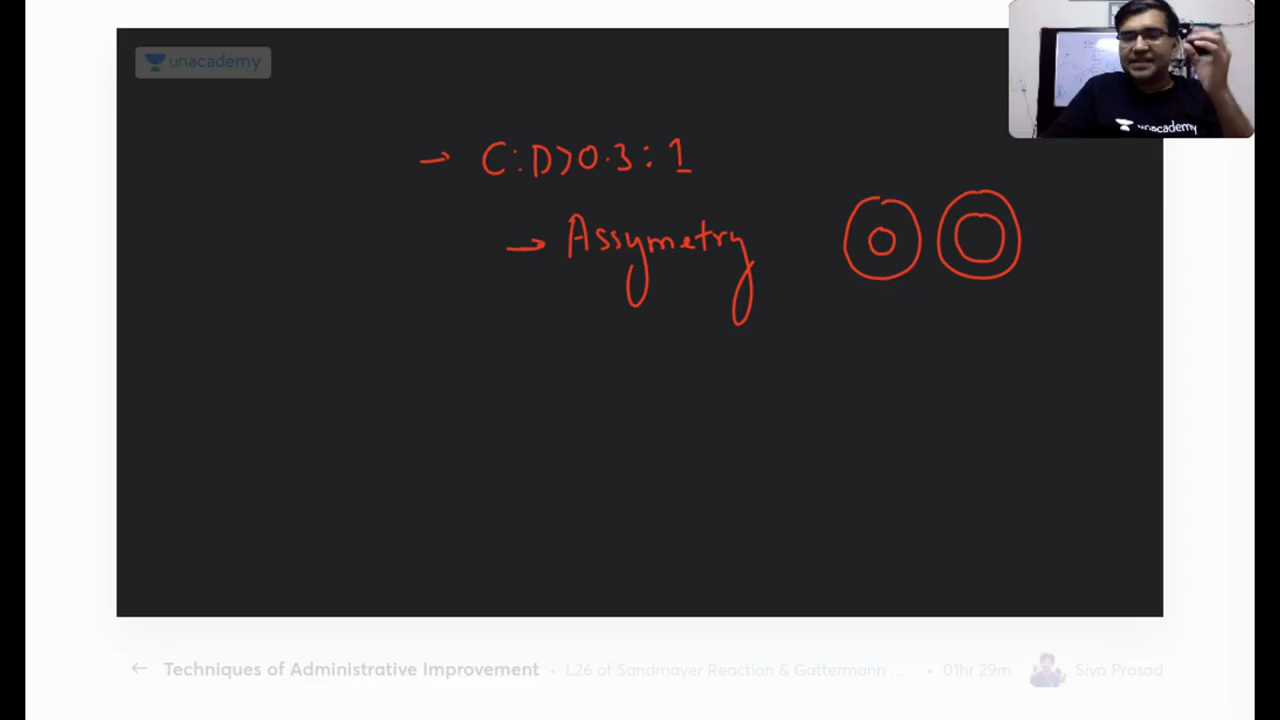 unacademy
unacademy
→ C:D>0.3:1
→ Assymetry
← Techniques of Administrative Improvement • L26 of Sandmayer Reaction & Gattermann ... • 01hr 29m Siva Prasad